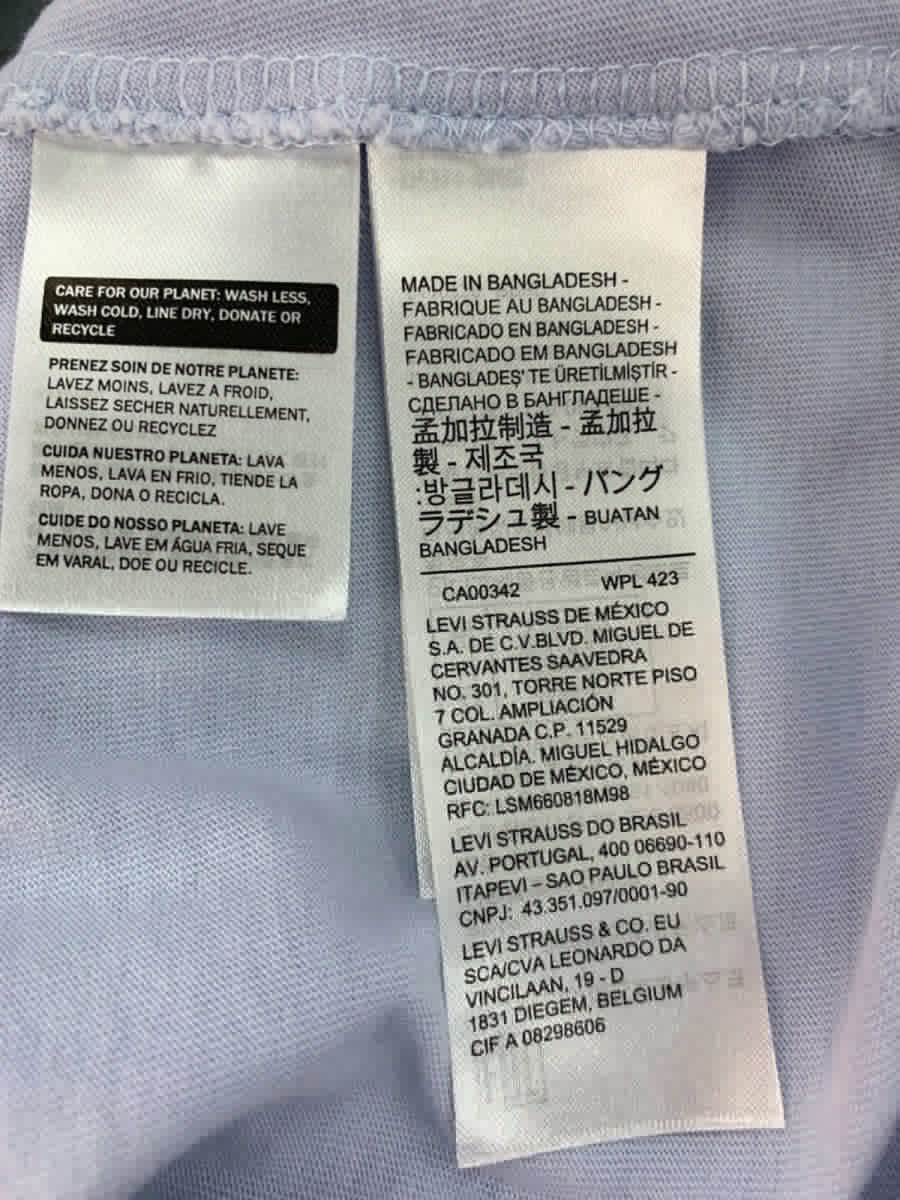 CARE FOR OUR PLANET: WASH LESS,
WASH COLD, LINE DRY, DONATE OR
RECYCLE
PRENEZ SOIN DE NOTRE PLANETE:
LAVEZ MOINS, LAVEZ A FROID,
LAISSEZ SECHER NATURELLEMENT,
DONNEZ OU RECYCLEZ
CUIDA NUESTRO PLANETA: LAVA
MENOS, LAVA EN FRIO, TIENDE LA
ROPA, DONA O RECICLA.
CUIDE DO NOSSO PLANETA: LAVE
MENOS, LAVE EM ÁGUA FRIA, SEQUE
EM VARAL, DOE OU RECICLE.
MADE IN BANGLADESH -
FABRIQUE AU BANGLADESH -
FABRICADO EN BANGLADESH -
FABRICADO EM BANGLADESH
- BANGLADEŞ' TE ÜRETİLMİŞTİR -
СДЕЛАНО В БАНГЛАДЕШЕ -
孟加拉制造 - 孟加拉
製 - 제조국
:방글라데시 - バング
ラデシュ製 - BUATAN
BANGLADESH
CA00342 WPL 423
LEVI STRAUSS DE MÉXICO
S.A. DE C.V.BLVD. MIGUEL DE
CERVANTES SAAVEDRA
NO. 301, TORRE NORTE PISO
7 COL. AMPLIACIÓN
GRANADA C.P. 11529
ALCALDÍA. MIGUEL HIDALGO
CIUDAD DE MÉXICO, MÉXICO
RFC: LSM660818M98
LEVI STRAUSS DO BRASIL
AV. PORTUGAL, 400 06690-110
ITAPEVI – SAO PAULO BRASIL
CNPJ: 43.351.097/0001-90
LEVI STRAUSS & CO. EU
SCA/CVA LEONARDO DA
VINCILAAN, 19 - D
1831 DIEGEM, BELGIUM
CIF A 08298606